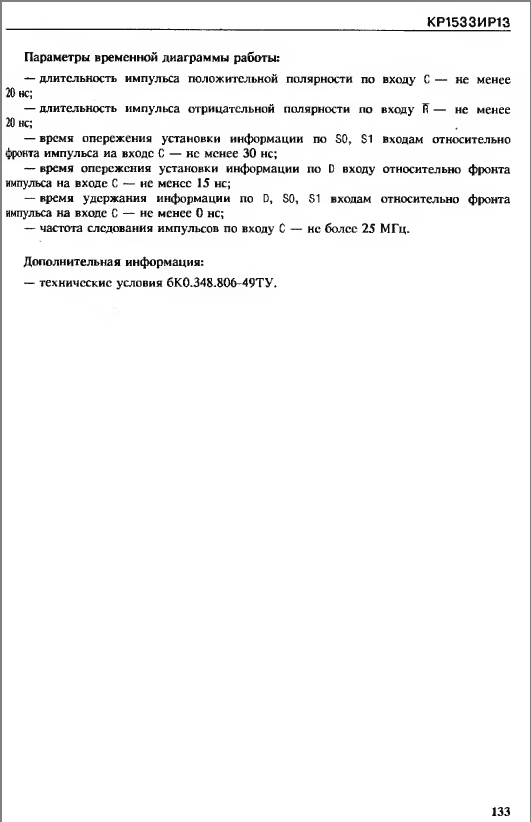 КР1533ИР13
Параметры временной диаграммы работы:
— длительность импульса положительной полярности по входу C — не менее
20 нс;
— длительность импульса отрицательной полярности по входу R̅ — не менее
20 нс;
— время опережения установки информации по S0, S1 входам относительно
фронта импульса на входе C — не менее 30 нс;
— время опережения установки информации по D входу относительно фронта
импульса на входе C — не менее 15 нс;
— время удержания информации по D, S0, S1 входам относительно фронта
импульса на входе C — не менее 0 нс;
— частота следования импульсов по входу C — не более 25 МГц.
Дополнительная информация:
— технические условия бК0.348.806-49ТУ.
133